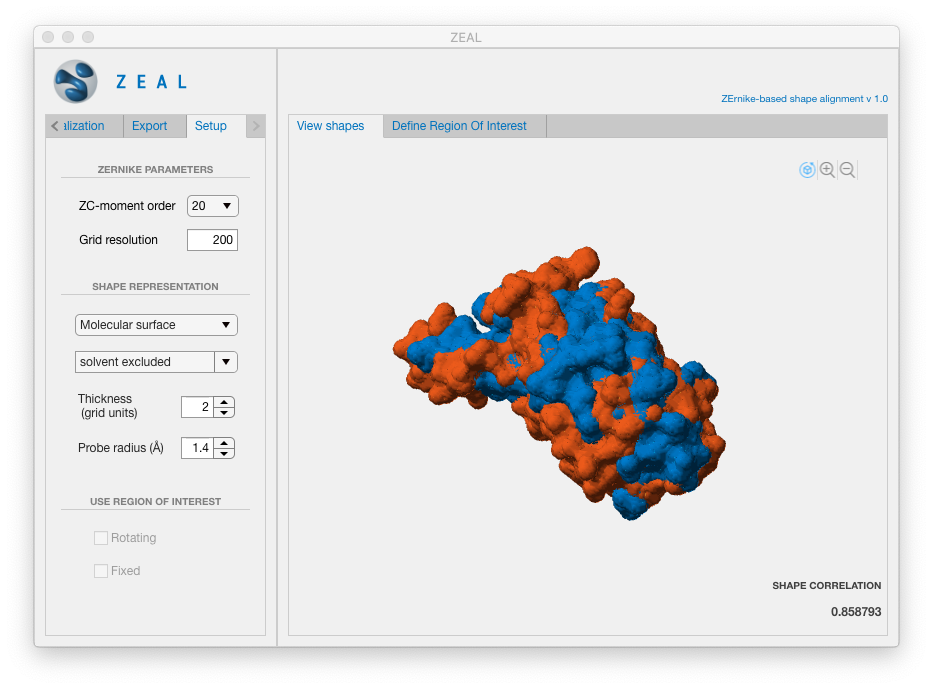 ZEAL
Z E A L
ZErnike-based shape alignment v 1.0
alization Export Setup
View shapes Define Region Of Interest
ZERNIKE PARAMETERS
ZC-moment order 20
Grid resolution 200
SHAPE REPRESENTATION
Molecular surface
solvent excluded
Thickness
(grid units) 2
Probe radius (Å) 1.4
USE REGION OF INTEREST
Rotating
Fixed
SHAPE CORRELATION
0.858793